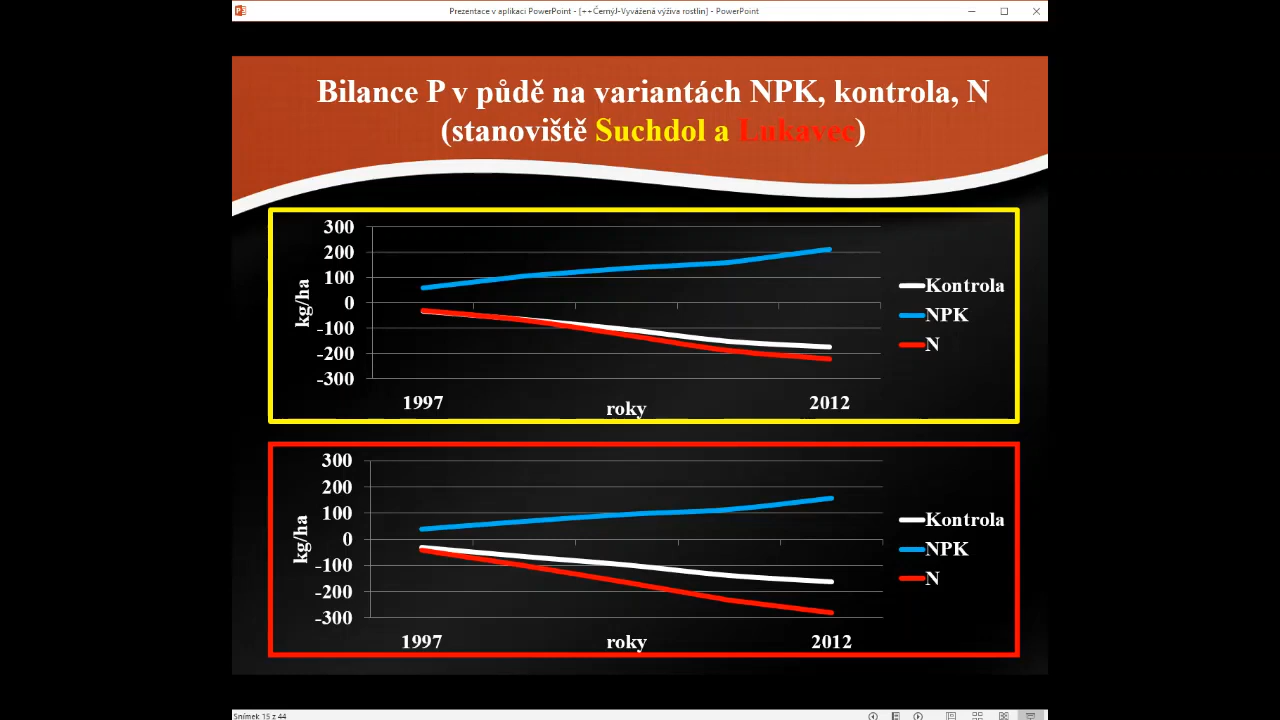 Prezentace v aplikaci PowerPoint - [++ČernýJ-Vyvážená výživa rostlin] - PowerPoint
Bilance P v půdě na variantách NPK, kontrola, N
(stanoviště Suchdol a Lukavec)
300
200
100
0
-100
-200
-300
kg/ha
1997
roky
2012
Kontrola
NPK
N
300
200
100
0
-100
-200
-300
kg/ha
1997
roky
2012
Kontrola
NPK
N
Snímek 15 z 44